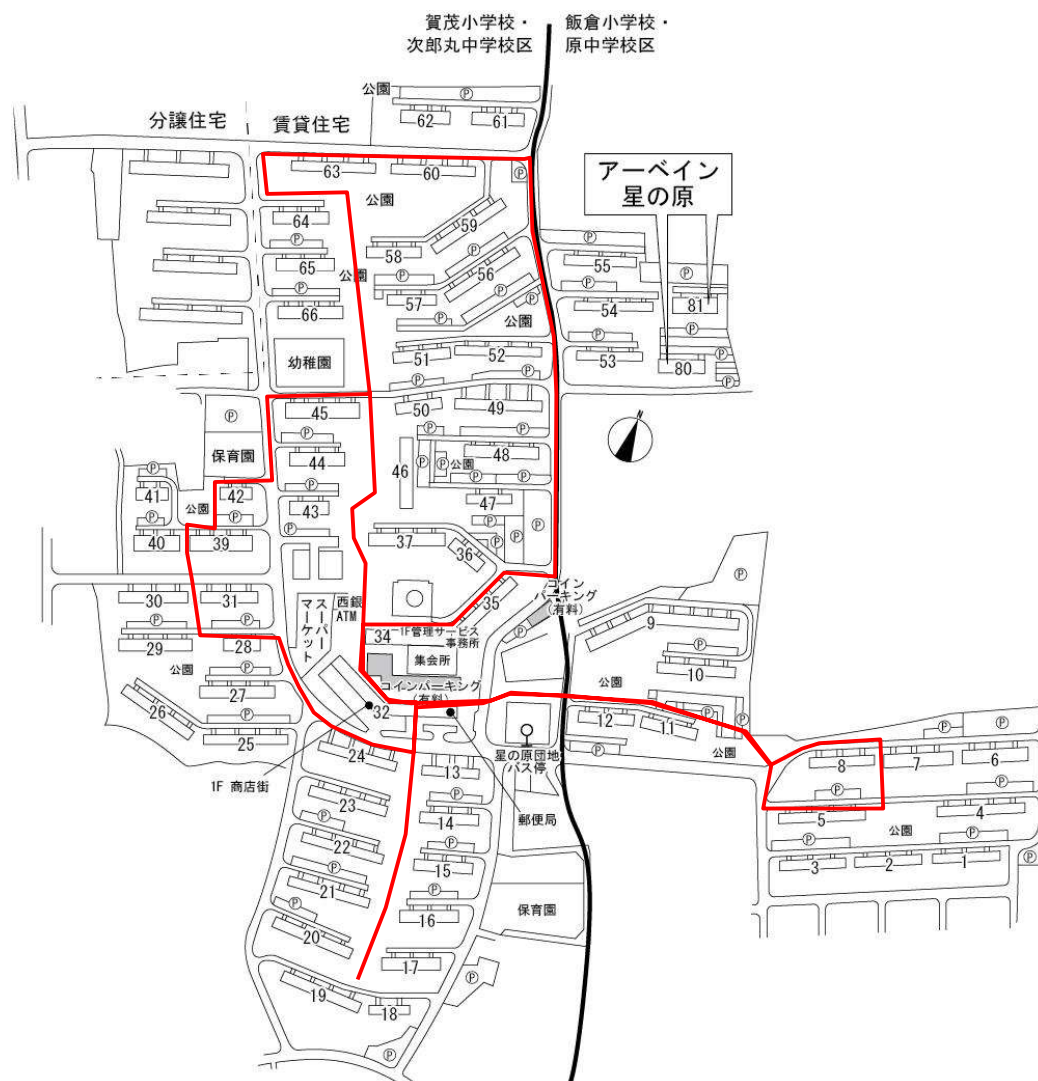 賀茂小学校・
次郎丸中学校区
飯倉小学校・
原中学校区
公園
P
62
61
分譲住宅
賃貸住宅
アーベイン
星の原
63
60
P
公園
64
59
P
65
58
P
56
公園
P
P
57
P
P
66
公園
P
55
P
54
81
P
P
P
53
80
P
P
幼稚園
51
52
P
P
50
49
45
N
P
保育園
P
44
46
P
P
P
公園
48
P
P
41
P
42
P
公園
P
43
47
P
P
P
P
40
39
37
36
P
P
30
31
スーパー
マーケット
西銀
ATM
35
コイン
パーキング
(有料)
P
34
1F管理サービス
事務所
集会所
P
P
29
28
公園
P
27
26
P
25
コインパーキング
(有料)
32
1F 商店街
P
9
P
10
公園
P
P
P
12
11
P
公園
星の原団地
バス停
24
13
P
23
14
P
郵便局
P
22
P
15
P
21
P
16
P
20
17
保育園
19
18
P
P
P
8
7
6
P
P
P
5
4
P
公園
P
3
2
1
P